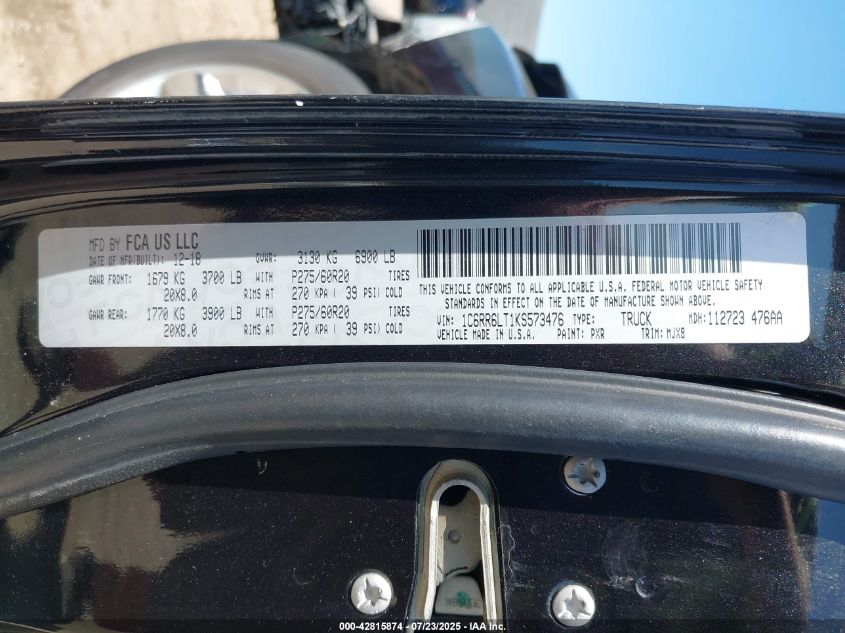 MFD BY FCA US LLC
DATE OF MFR(BUILT): 12-18 GVWR: 3130 KG 6900 LB
GAWR FRONT: 1679 KG 3700 LB WITH P275/60R20 TIRES
20X8.0 RIMS AT 270 KPA ( 39 PSI) COLD
GAWR REAR: 1770 KG 3900 LB WITH P275/60R20 TIRES
20X8.0 RIMS AT 270 KPA ( 39 PSI) COLD
THIS VEHICLE CONFORMS TO ALL APPLICABLE U.S.A. FEDERAL MOTOR VEHICLE SAFETY
STANDARDS IN EFFECT ON THE DATE OF MANUFACTURE SHOWN ABOVE.
VIN: 1C6RR6LT1KS573476 TYPE: TRUCK MDH: 112723 476AA
VEHICLE MADE IN U.S.A. PAINT: PXR TRIM: MJX8
000-42815874 | 07/23/2025 | IAA Inc.